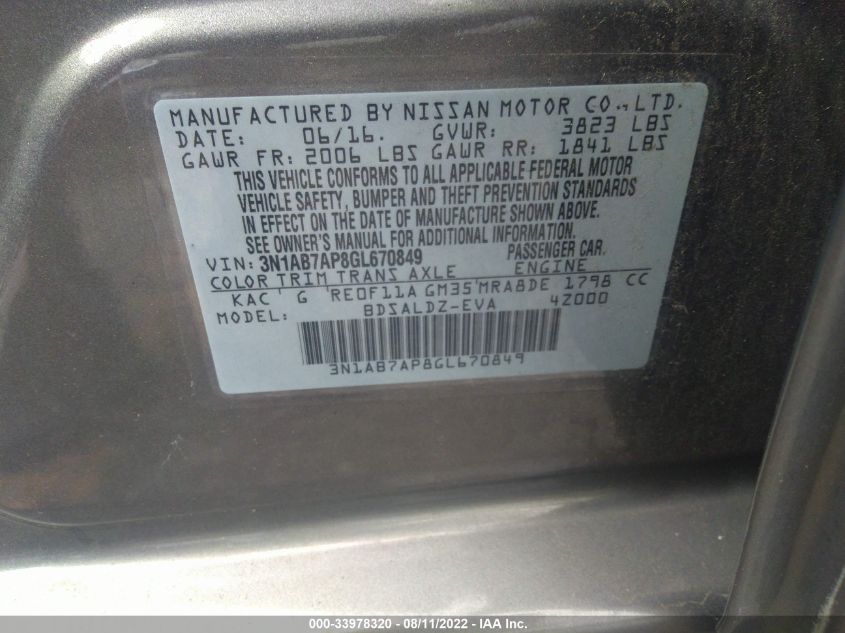 MANUFACTURED BY NISSAN MOTOR CO., LTD.
DATE: 06/16. GVWR: 3823 LBS
GAWR FR: 2006 LBS GAWR RR: 1841 LBS
THIS VEHICLE CONFORMS TO ALL APPLICABLE FEDERAL MOTOR
VEHICLE SAFETY, BUMPER AND THEFT PREVENTION STANDARDS
IN EFFECT ON THE DATE OF MANUFACTURE SHOWN ABOVE.
SEE OWNER'S MANUAL FOR ADDITIONAL INFORMATION.
VIN: 3N1AB7AP8GL670849 PASSENGER CAR.
COLOR TRIM TRANS AXLE ENGINE
KAC G RE0F11A GM35 MRA8DE 1798 CC
MODEL: BDSALDZ-EVA 4Z000
3N1AB7AP8GL670849
000-33978320 - 08/11/2022 - IAA Inc.